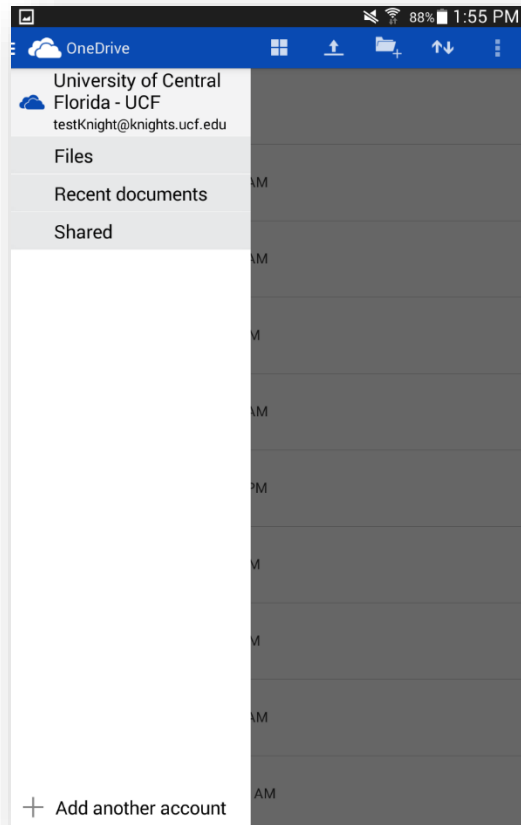 88% 1:55 PM
OneDrive
University of Central
Florida - UCF
testKnight@knights.ucf.edu
Files
Recent documents
Shared
AM
AM
M
AM
PM
M
M
AM
AM
Add another account